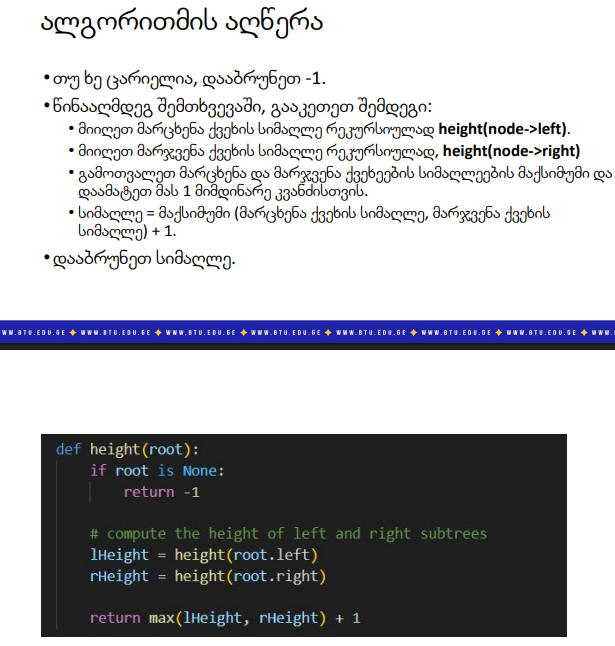 ალგორითმის აღწერა
•თუ ხე ცარიელია, დააბრუნეთ -1.
•წინააღმდეგ შემთხვევაში, გააკეთეთ შემდეგი:
• მიიღეთ მარცხენა ქვეხის სიმაღლე რეკურსიულად height(node->left).
• მიიღეთ მარჯვენა ქვეხის სიმაღლე რეკურსიულად, height(node->right)
• გამოთვალეთ მარცხენა და მარჯვენა ქვეხეების სიმაღლეების მაქსიმუმი და
დაამატეთ მას 1 მიმდინარე კვანძისთვის.
• სიმაღლე = მაქსიმუმი (მარცხენა ქვეხის სიმაღლე, მარჯვენა ქვეხის
სიმაღლე) + 1.
•დააბრუნეთ სიმაღლე.
WW.BTU.EDU.GE ✦ WWW.BTU.EDU.GE ✦ WWW.BTU.EDU.GE ✦ WWW.BTU.EDU.GE ✦ WWW.BTU.EDU.GE ✦ WWW.BTU.EDU.GE ✦ WWW.BTU.EDU.GE ✦ WWW.
def height(root):
    if root is None:
        return -1
    # compute the height of left and right subtrees
    lHeight = height(root.left)
    rHeight = height(root.right)
    return max(lHeight, rHeight) + 1